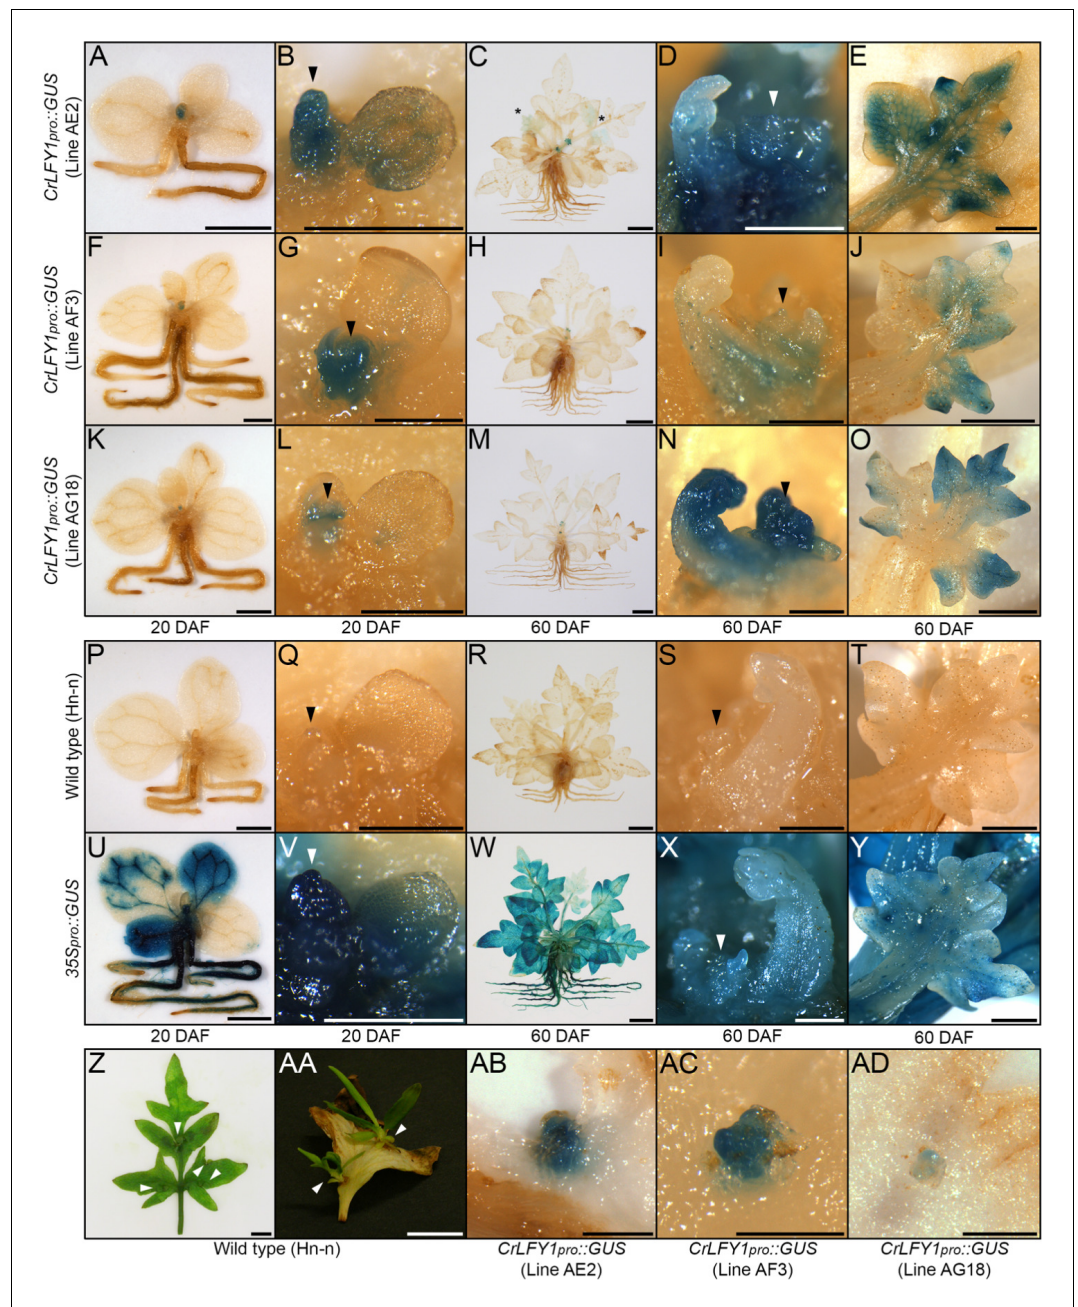 A B C D E
CrLFY1pro::GUS
(Line AE2)
* *
F G H I J
CrLFY1pro::GUS
(Line AF3)
K L M N O
CrLFY1pro::GUS
(Line AG18)
20 DAF 20 DAF 60 DAF 60 DAF 60 DAF
P Q R S T
Wild type (Hn-n)
U V W X Y
35Spro::GUS
20 DAF 20 DAF 60 DAF 60 DAF 60 DAF
Z AA AB AC AD
Wild type (Hn-n) CrLFY1pro::GUS CrLFY1pro::GUS CrLFY1pro::GUS
(Line AE2) (Line AF3) (Line AG18)